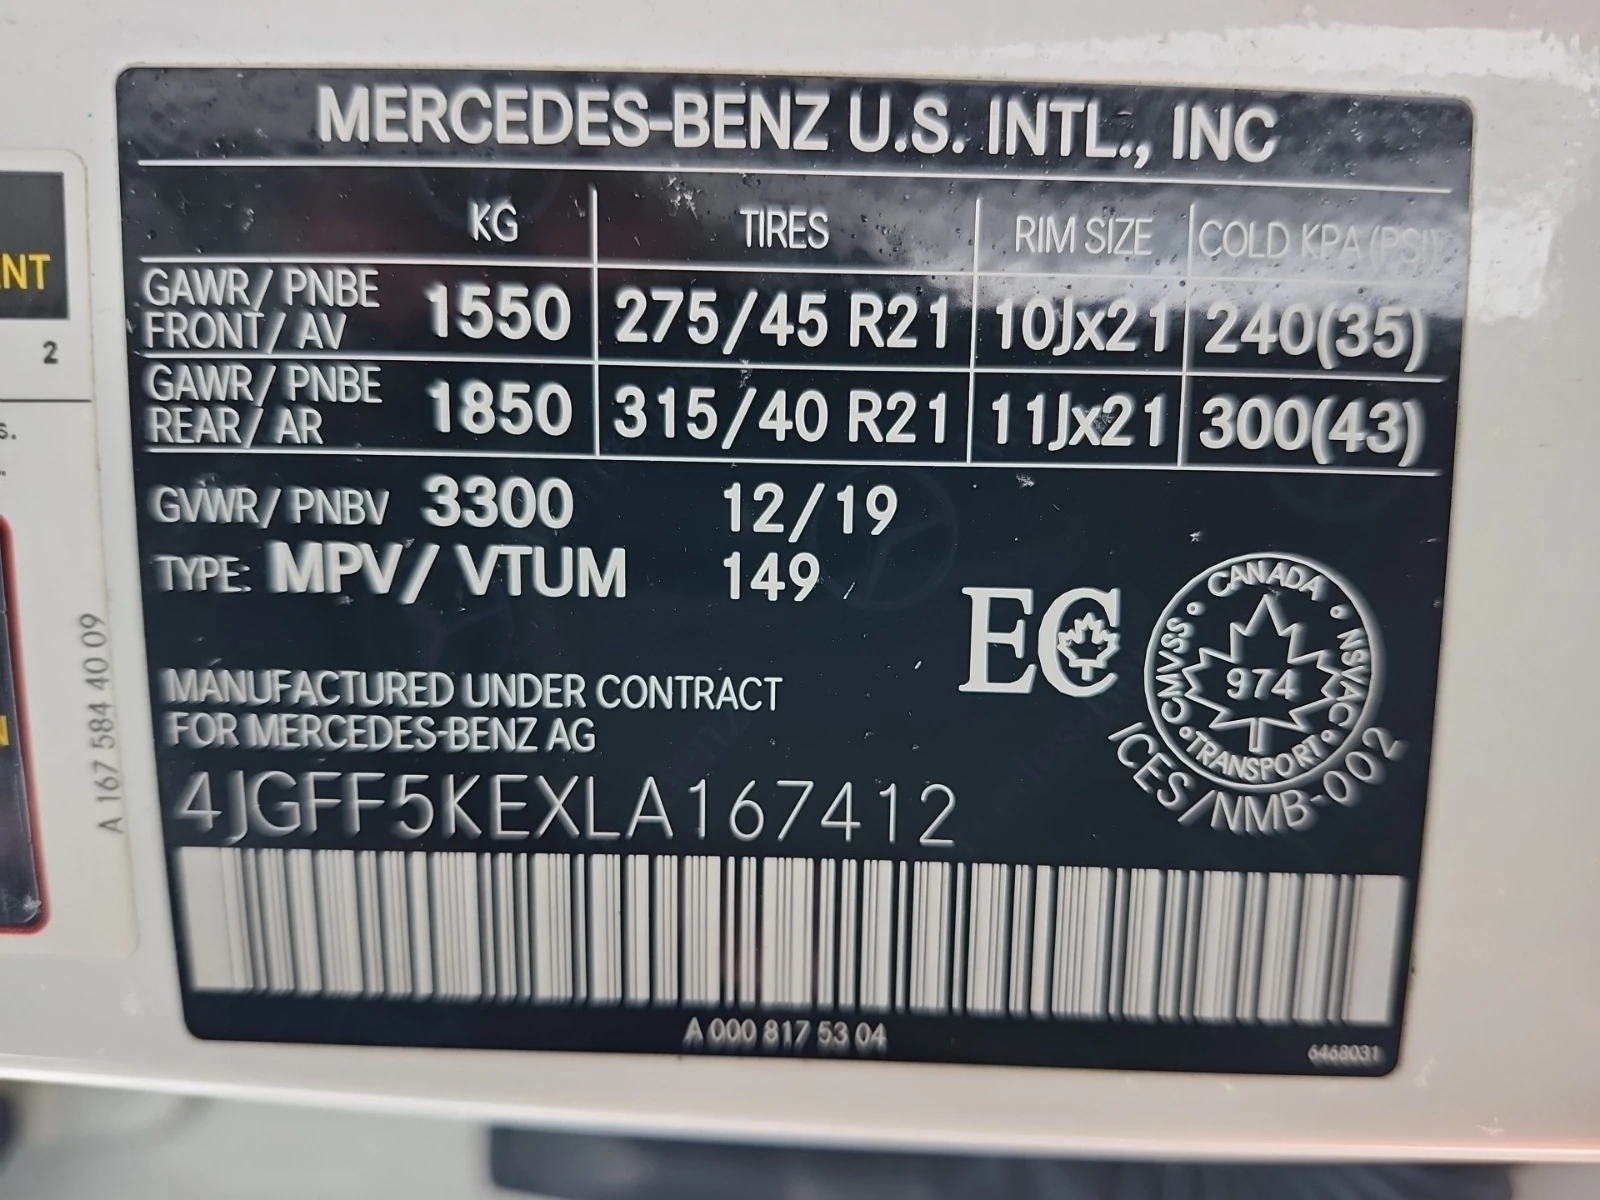 MERCEDES-BENZ U.S. INTL., INC
KG TIRES RIM SIZE COLD KPA (PSI)
GAWR/ PNBE FRONT/ AV 1550 275/45 R21 10Jx21 240(35)
GAWR/ PNBE REAR/ AR 1850 315/40 R21 11Jx21 300(43)
GVWR/ PNBV 3300 12/19
TYPE: MPV/ VTUM 149
MANUFACTURED UNDER CONTRACT
FOR MERCEDES-BENZ AG
4JGFF5KEXLA167412
EC
CANADA • NSVAC • TRANSPORT • CMVSS •
974
ICES/NMB-002
A 000 817 53 04
6468031
NT
2
s.
N
A 167 584 40 09